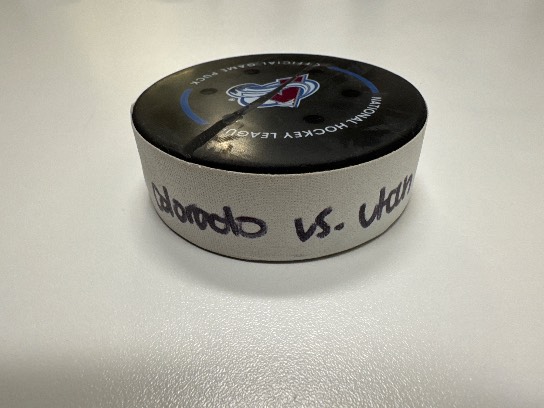 OFFICIAL GAME PUCK
NATIONAL HOCKEY LEAGUE
Colorado vs. Utah